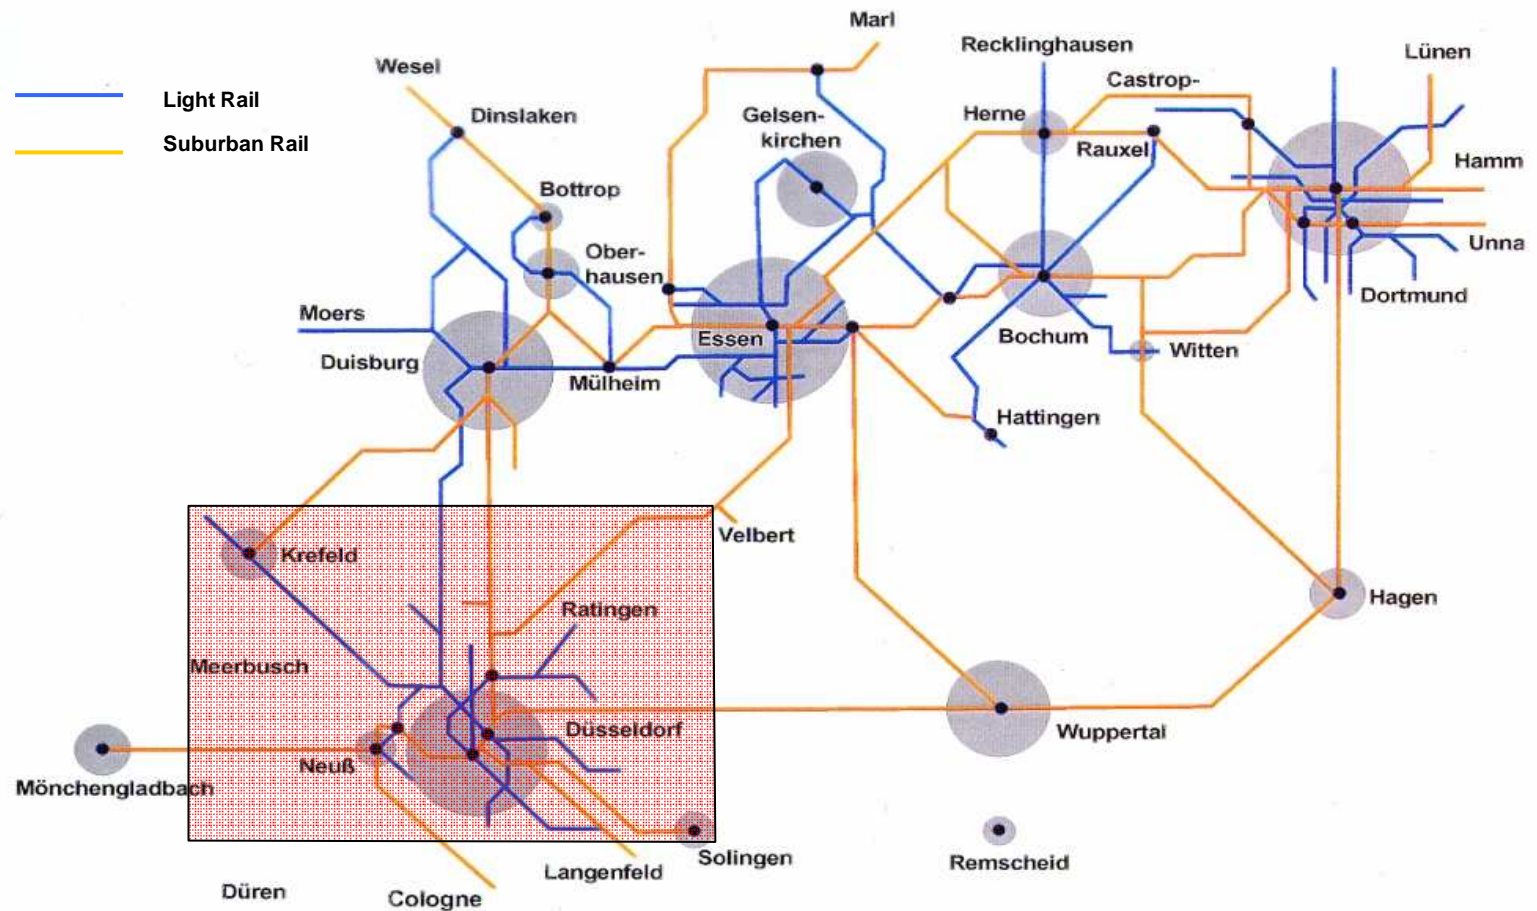 Marl
Recklinghausen
Lünen
Wesel
Castrop-
Light Rail
Dinslaken
Gelsen-
kirchen
Herne
Suburban Rail
Rauxel
Hamm
Bottrop
Unna
Ober-
hausen
Dortmund
Moers
Essen
Bochum
Witten
Duisburg
Mülheim
Hattingen
Velbert
Krefeld
Hagen
Ratingen
Meerbusch
Düsseldorf
Wuppertal
Neuß
Mönchengladbach
Solingen
Remscheid
Langenfeld
Düren
Cologne